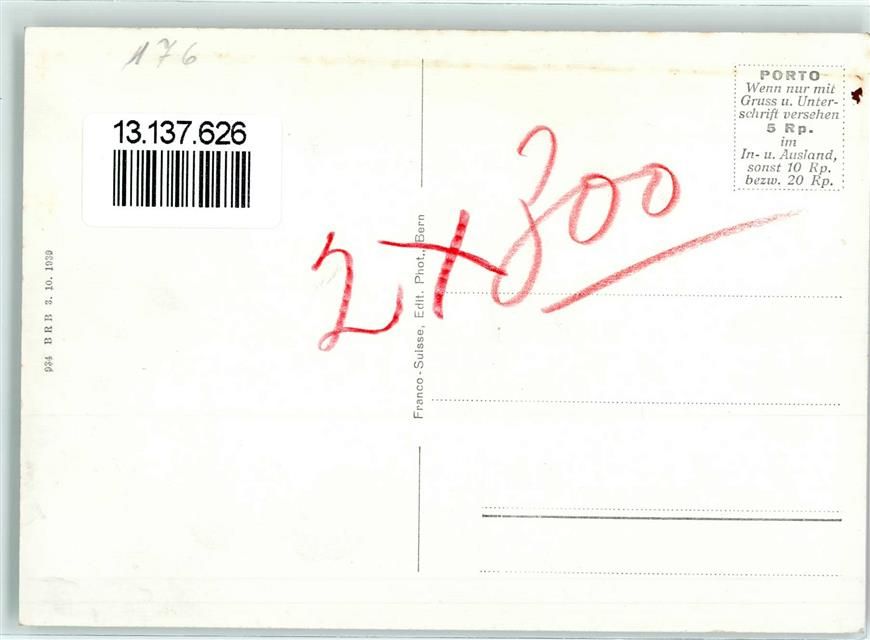 176
13.137.626
PORTO
Wenn nur mit
Gruss u. Unter-
schrift versehen
5 Rp.
im
In- u. Ausland,
sonst 10 Rp.
bezw. 20 Rp.
2 x 300
Franco-Suisse, Edit. Phot., Bern
934 BRB 3. 10. 1939